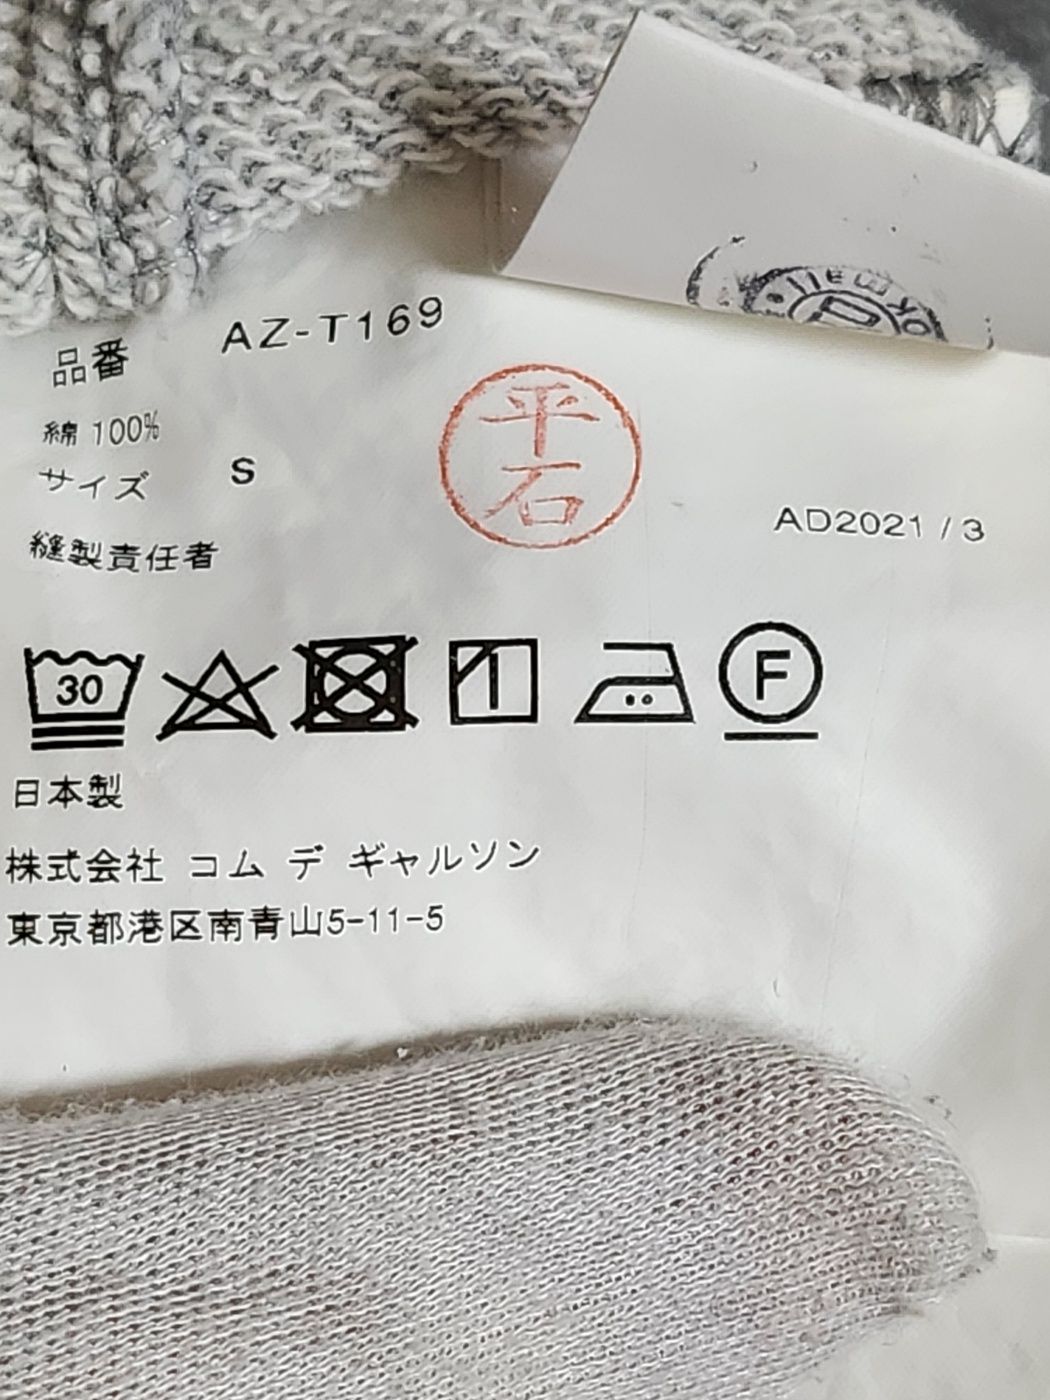 品番 AZ-T169
綿 100%
サイズ S
平石
AD2021 / 3
縫製責任者
30
F
日本製
株式会社 コム デ ギャルソン
東京都港区南青山5-11-5